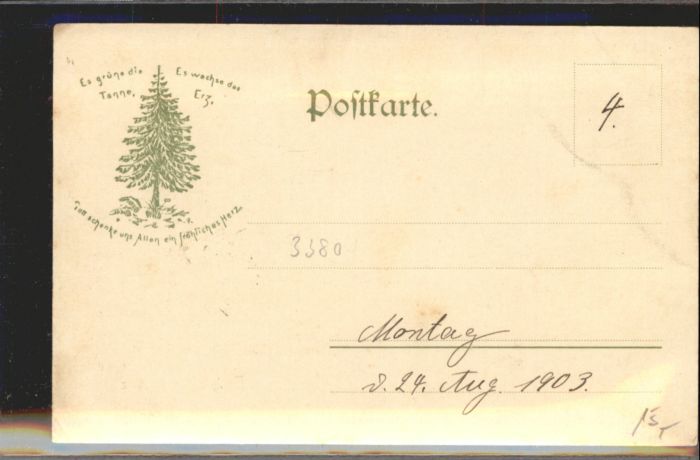 Es grüne die Tanne,
Es wachse das Erz,
Gott schenke uns Allen ein fröhliches Herz.
Postkarte.
4.
3380
Montag
d. 24. Aug. 1903.